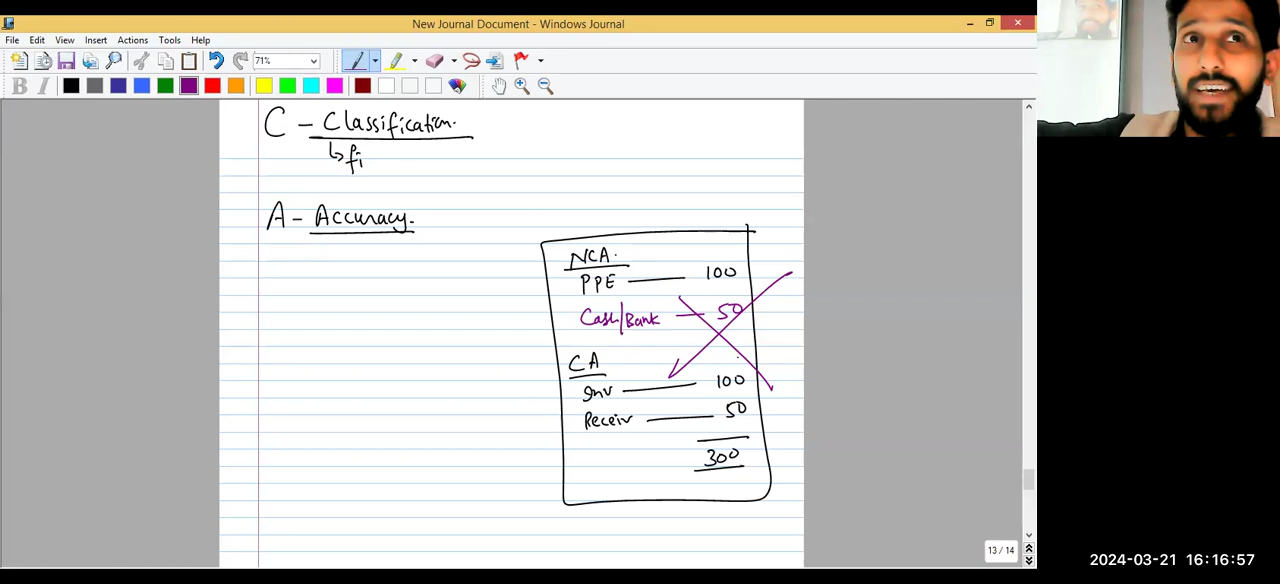 New Journal Document - Windows Journal
File Edit View Insert Actions Tools Help
71%
B I
C - Classification.
↳ fi
A - Accuracy.
NCA.
PPE — 100
Cash/Bank — 50
CA
Inv — 100
Receiv — 50
300
13 / 14
2024-03-21 16:16:57